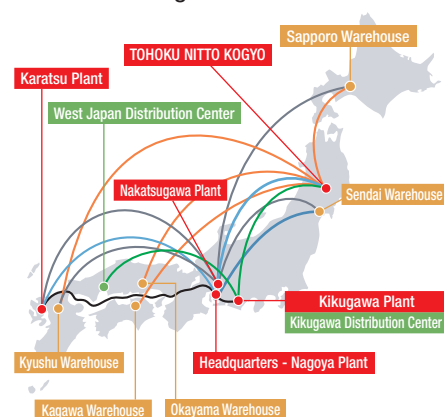 Sapporo Warehouse
TOHOKU NITTO KOGYO
Karatsu Plant
West Japan Distribution Center
Nakatsugawa Plant
Sendai Warehouse
Kikugawa Plant
Kikugawa Distribution Center
Kyushu Warehouse
Headquarters - Nagoya Plant
Kagawa Warehouse
Okayama Warehouse